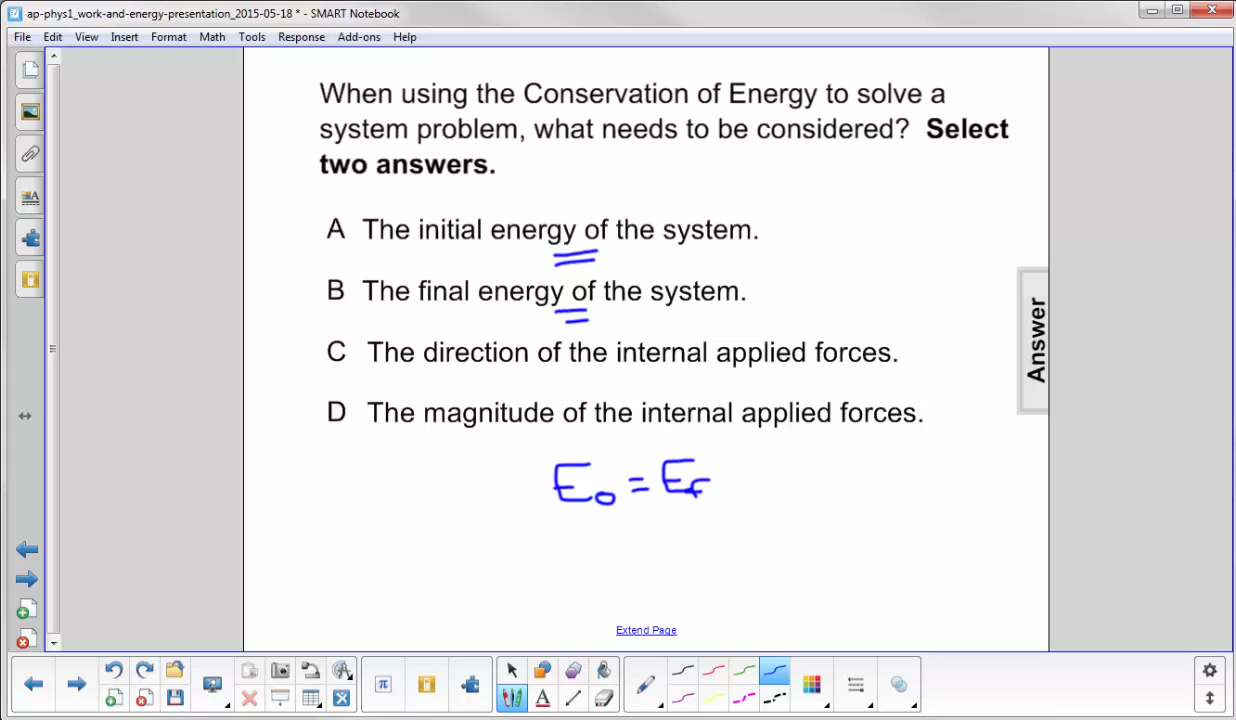 ap-phys1_work-and-energy-presentation_2015-05-18 * - SMART Notebook
File Edit View Insert Format Math Tools Response Add-ons Help
When using the Conservation of Energy to solve a
system problem, what needs to be considered? Select
two answers.
A The initial energy of the system.
B The final energy of the system.
C The direction of the internal applied forces.
D The magnitude of the internal applied forces.
Answer
E₀ = E_f
Extend Page
π
A